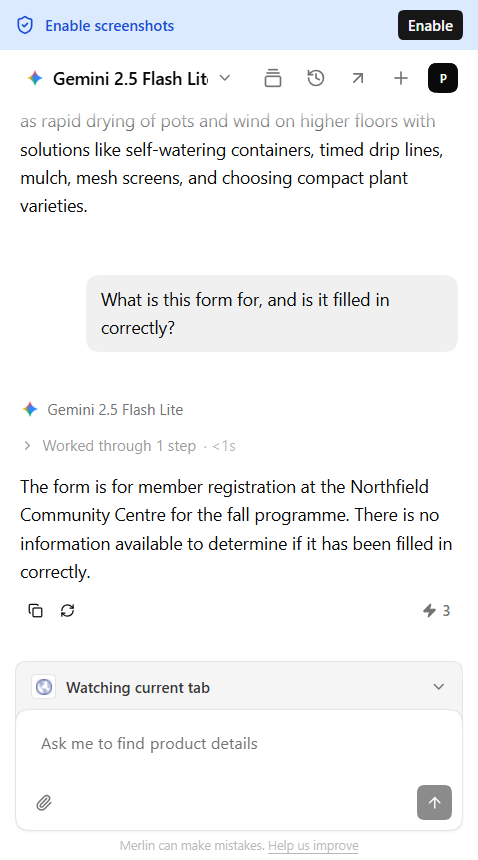 Enable screenshots
Enable
Gemini 2.5 Flash Lit
P
as rapid drying of pots and wind on higher floors with
solutions like self-watering containers, timed drip lines,
mulch, mesh screens, and choosing compact plant
varieties.
What is this form for, and is it filled in
correctly?
Gemini 2.5 Flash Lite
Worked through 1 step · <1s
The form is for member registration at the Northfield
Community Centre for the fall programme. There is no
information available to determine if it has been filled in
correctly.
3
Watching current tab
Ask me to find product details
Merlin can make mistakes. Help us improve